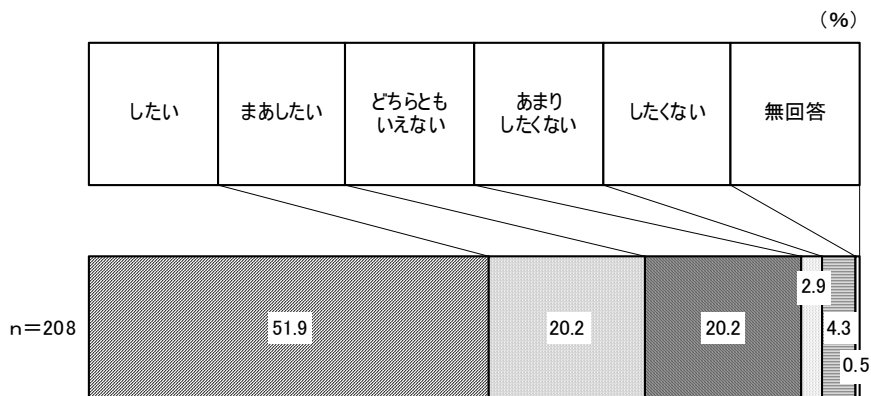 （％）
したい
まあしたい
どちらとも
いえない
あまり
したくない
したくない
無回答
ｎ＝208
51.9
20.2
20.2
2.9
4.3
0.5